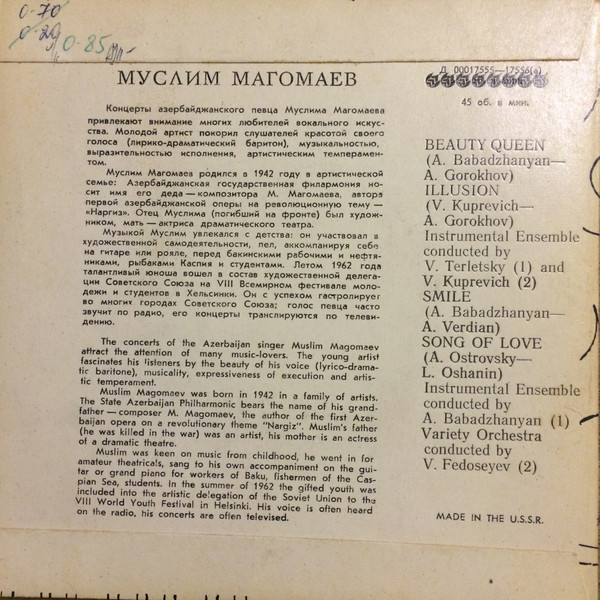 0-70
0-85
МУСЛИМ МАГОМАЕВ
Концерты азербайджанского певца Муслима Магомаева
привлекают внимание многих любителей вокального искус-
ства. Молодой артист покорил слушателей красотой своего
голоса (лирико-драматический баритон), музыкальностью,
выразительностью исполнения, артистическим темперамен-
том.
Муслим Магомаев родился в 1942 году в артистической
семье: Азербайджанская государственная филармония но-
сит имя его деда — композитора М. Магомаева, автора
первой азербайджанской оперы на революционную тему —
«Наргиз». Отец Муслима (погибший на фронте) был худож-
ником, мать — актриса драматического театра.
Музыкой Муслим увлекался с детства: он участвовал в
художественной самодеятельности, пел, аккомпанируя себе
на гитаре или рояле, перед бакинскими рабочими и нефтя-
никами, рыбаками Каспия и студентами. Летом 1962 года
талантливый юноша вошел в состав художественной делега-
ции Советского Союза на VIII Всемирном фестивале моло-
дежи и студентов в Хельсинки. Он с успехом гастролирует
во многих городах Советского Союза; голос певца часто
звучит по радио, его концерты транслируются по телеви-
дению.
The concerts of the Azerbaijan singer Muslim Magomaev
attract the attention of many music-lovers. The young artist
fascinates his listeners by the beauty of his voice (lyrico-drama-
tic baritone), musicality, expressiveness of execution and artis-
tic temperament.
Muslim Magomaev was born in 1942 in a family of artists.
The State Azerbaijan Philharmonic bears the name of his grand-
father — composer M. Magomaev, the author of the first Azer-
baijan opera on a revolutionary theme "Nargiz". Muslim's father
(he was killed in the war) was an artist, his mother is an actress
of a dramatic theatre.
Muslim was keen on music from childhood, he went in for
amateur theatricals, sang to his own accompaniment on the gui-
tar or grand piano for workers of Baku, fishermen of the Cas-
pian Sea, students. In the summer of 1962 the gifted youth was
included into the artistic delegation of the Soviet Union to the
VIII World Youth Festival in Helsinki. His voice is often heard
on the radio, his concerts are often televised.
Д 00017555—17556(а)
45 об. в мин.
BEAUTY QUEEN
(A. Babadzhanyan—
A. Gorokhov)
ILLUSION
(V. Kuprevich—
A. Gorokhov)
Instrumental Ensemble
conducted by
V. Terletsky (1) and
V. Kuprevich (2)
SMILE
(A. Babadzhanyan—
A. Verdian)
SONG OF LOVE
(A. Ostrovsky—
L. Oshanin)
Instrumental Ensemble
conducted by
A. Babadzhanyan (1)
Variety Orchestra
conducted by
V. Fedoseyev (2)
MADE IN THE U.S.S.R.